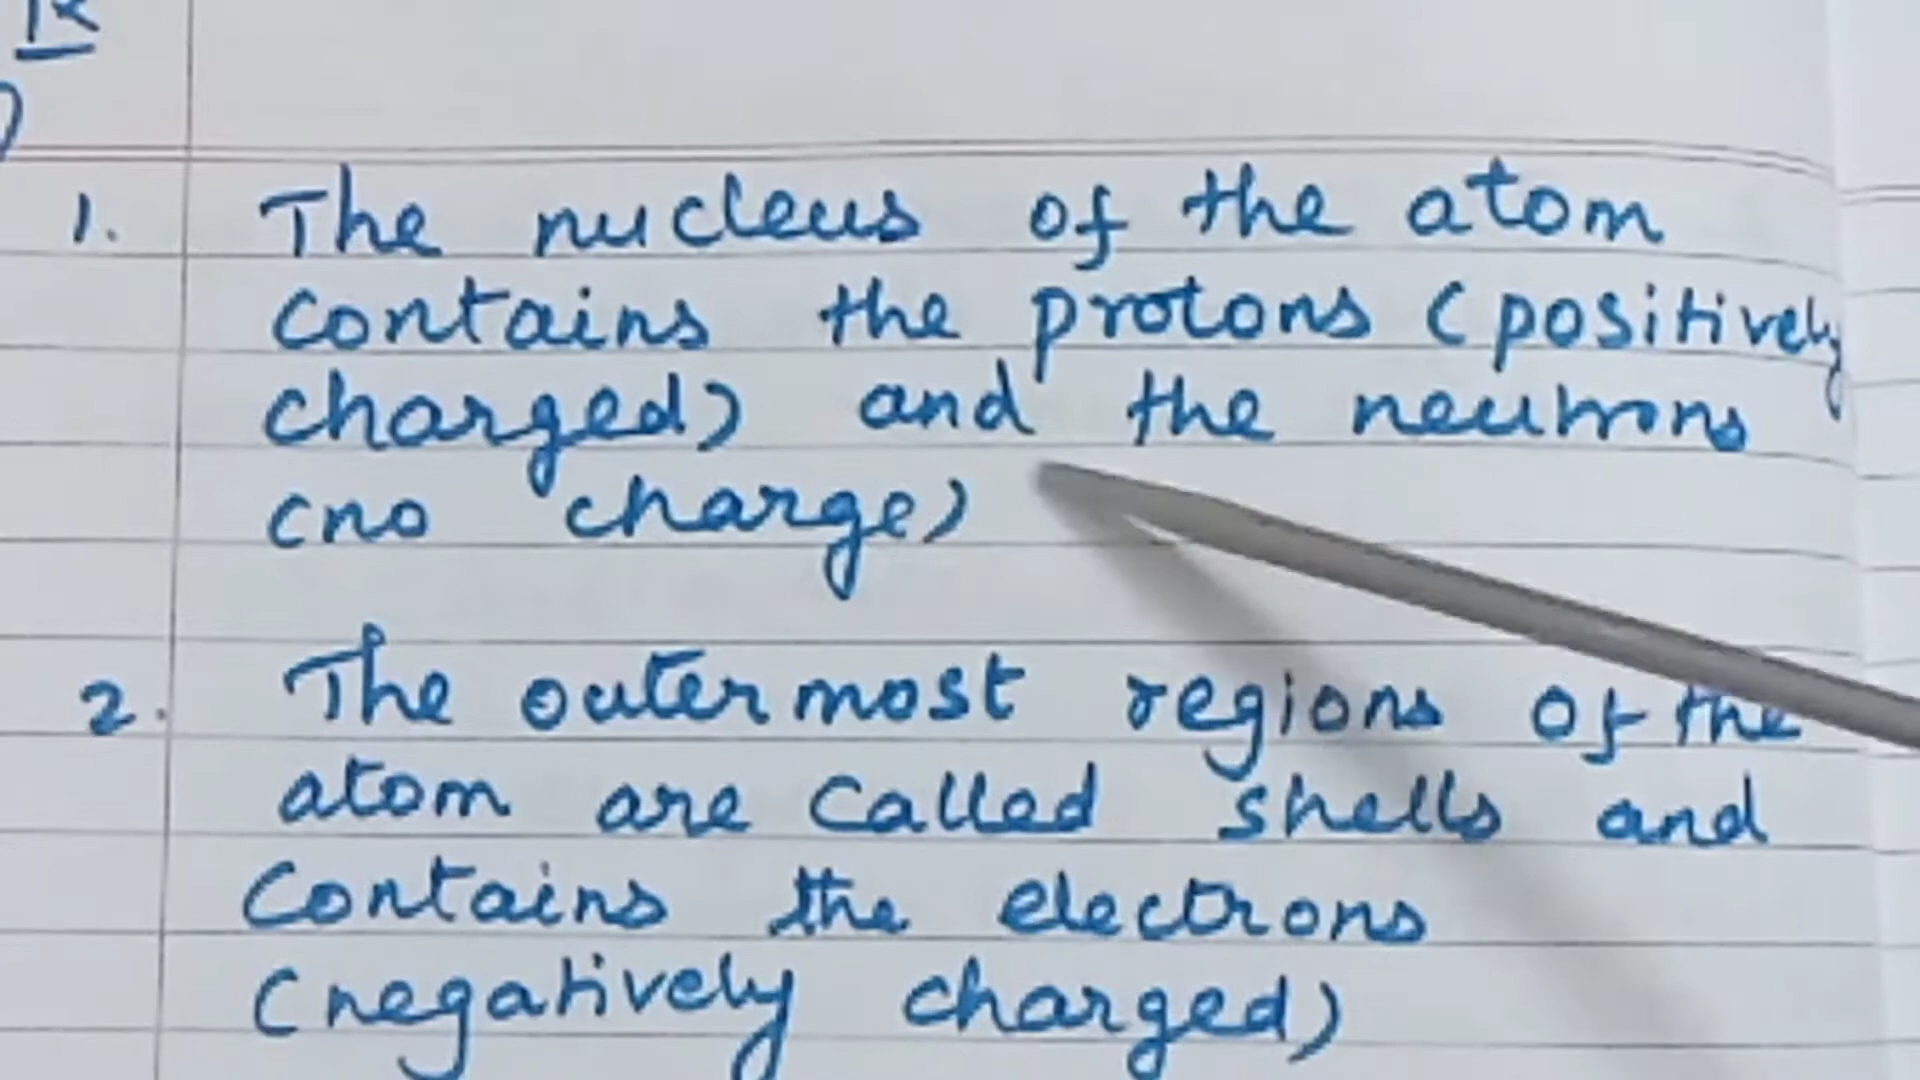 1. The nucleus of the atom
contains the protons (positively
charged) and the neutrons
(no charge)
2. The outermost regions of the
atom are called shells and
Contains the electrons
(negatively charged)